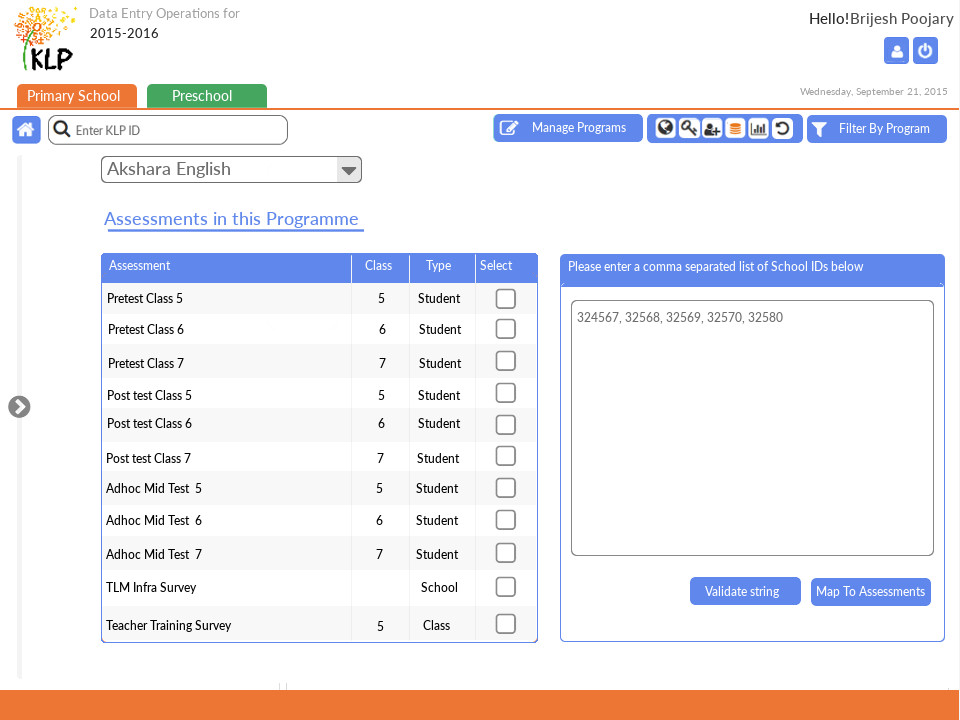 Data Entry Operations for
2015-2016
KLP
Hello!Brijesh Poojary
Primary School
Preschool
Wednesday, September 21, 2015
Enter KLP ID
Manage Programs
Filter By Program
Akshara English
Assessments in this Programme
Assessment Class Type Select
Pretest Class 5 5 Student
Pretest Class 6 6 Student
Pretest Class 7 7 Student
Post test Class 5 5 Student
Post test Class 6 6 Student
Post test Class 7 7 Student
Adhoc Mid Test  5 5 Student
Adhoc Mid Test  6 6 Student
Adhoc Mid Test  7 7 Student
TLM Infra Survey School
Teacher Training Survey 5 Class
Please enter a comma separated list of School IDs below
324567, 32568, 32569, 32570, 32580
Validate string
Map To Assessments